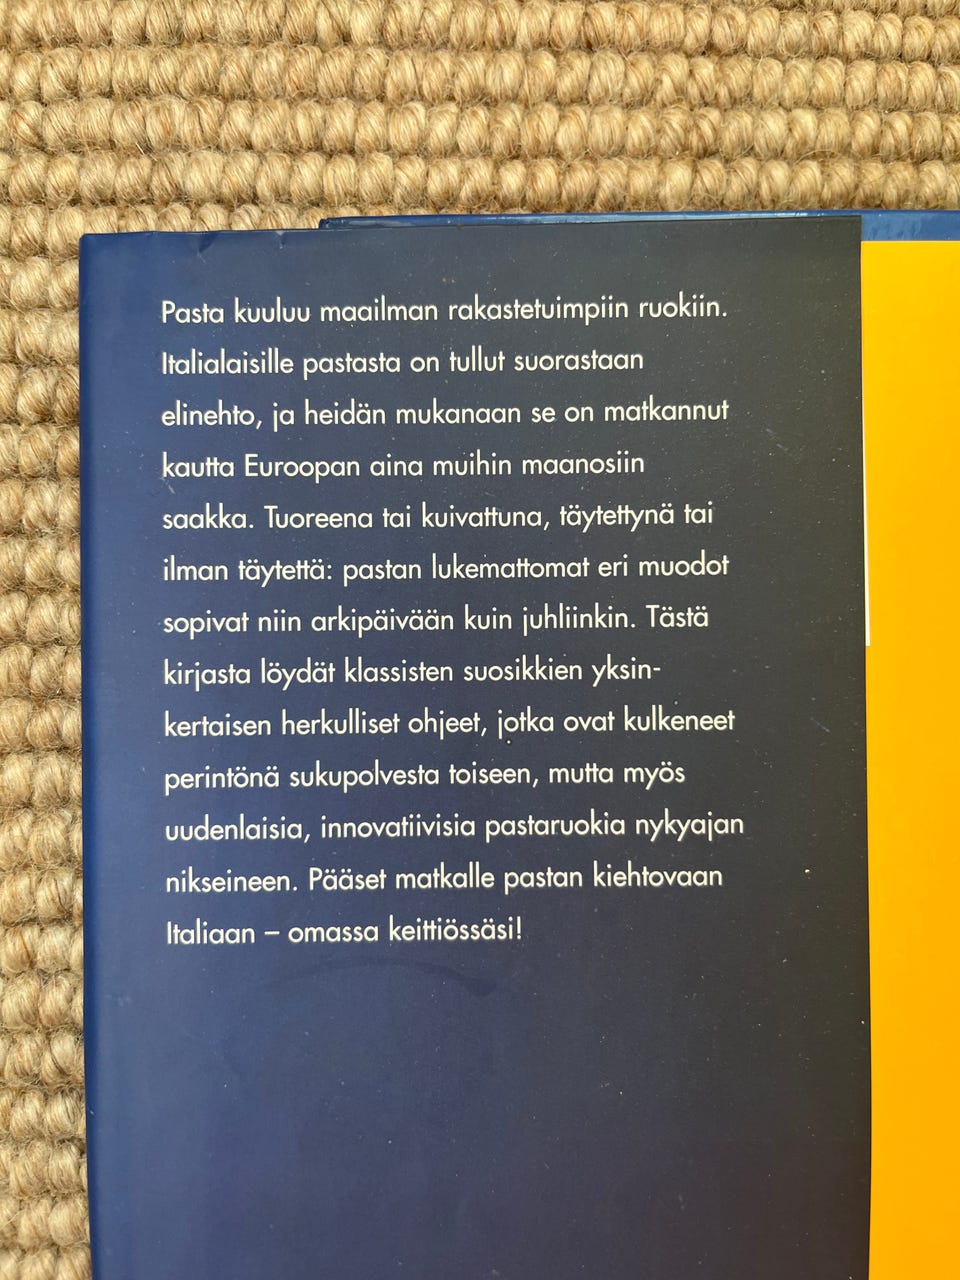 Pasta kuuluu maailman rakastetuimpiin ruokiin.
Italialaisille pastasta on tullut suorastaan
elinehto, ja heidän mukanaan se on matkannut
kautta Euroopan aina muihin maanosiin
saakka. Tuoreena tai kuivattuna, täytettynä tai
ilman täytettä: pastan lukemattomat eri muodot
sopivat niin arkipäivään kuin juhliinkin. Tästä
kirjasta löydät klassisten suosikkien yksin-
kertaisen herkulliset ohjeet, jotka ovat kulkeneet
perintönä sukupolvesta toiseen, mutta myös
uudenlaisia, innovatiivisia pastaruokia nykyajan
nikseineen. Pääset matkalle pastan kiehtovaan
Italiaan – omassa keittiössäsi!